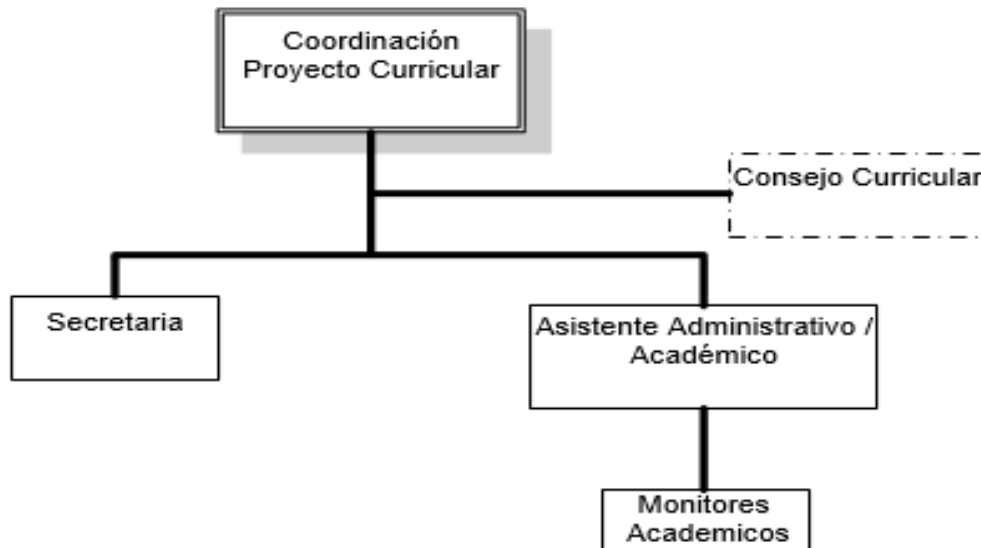 Coordinación
Proyecto Curricular
Consejo Curricular
Secretaria
Asistente Administrativo /
Académico
Monitores
Academicos